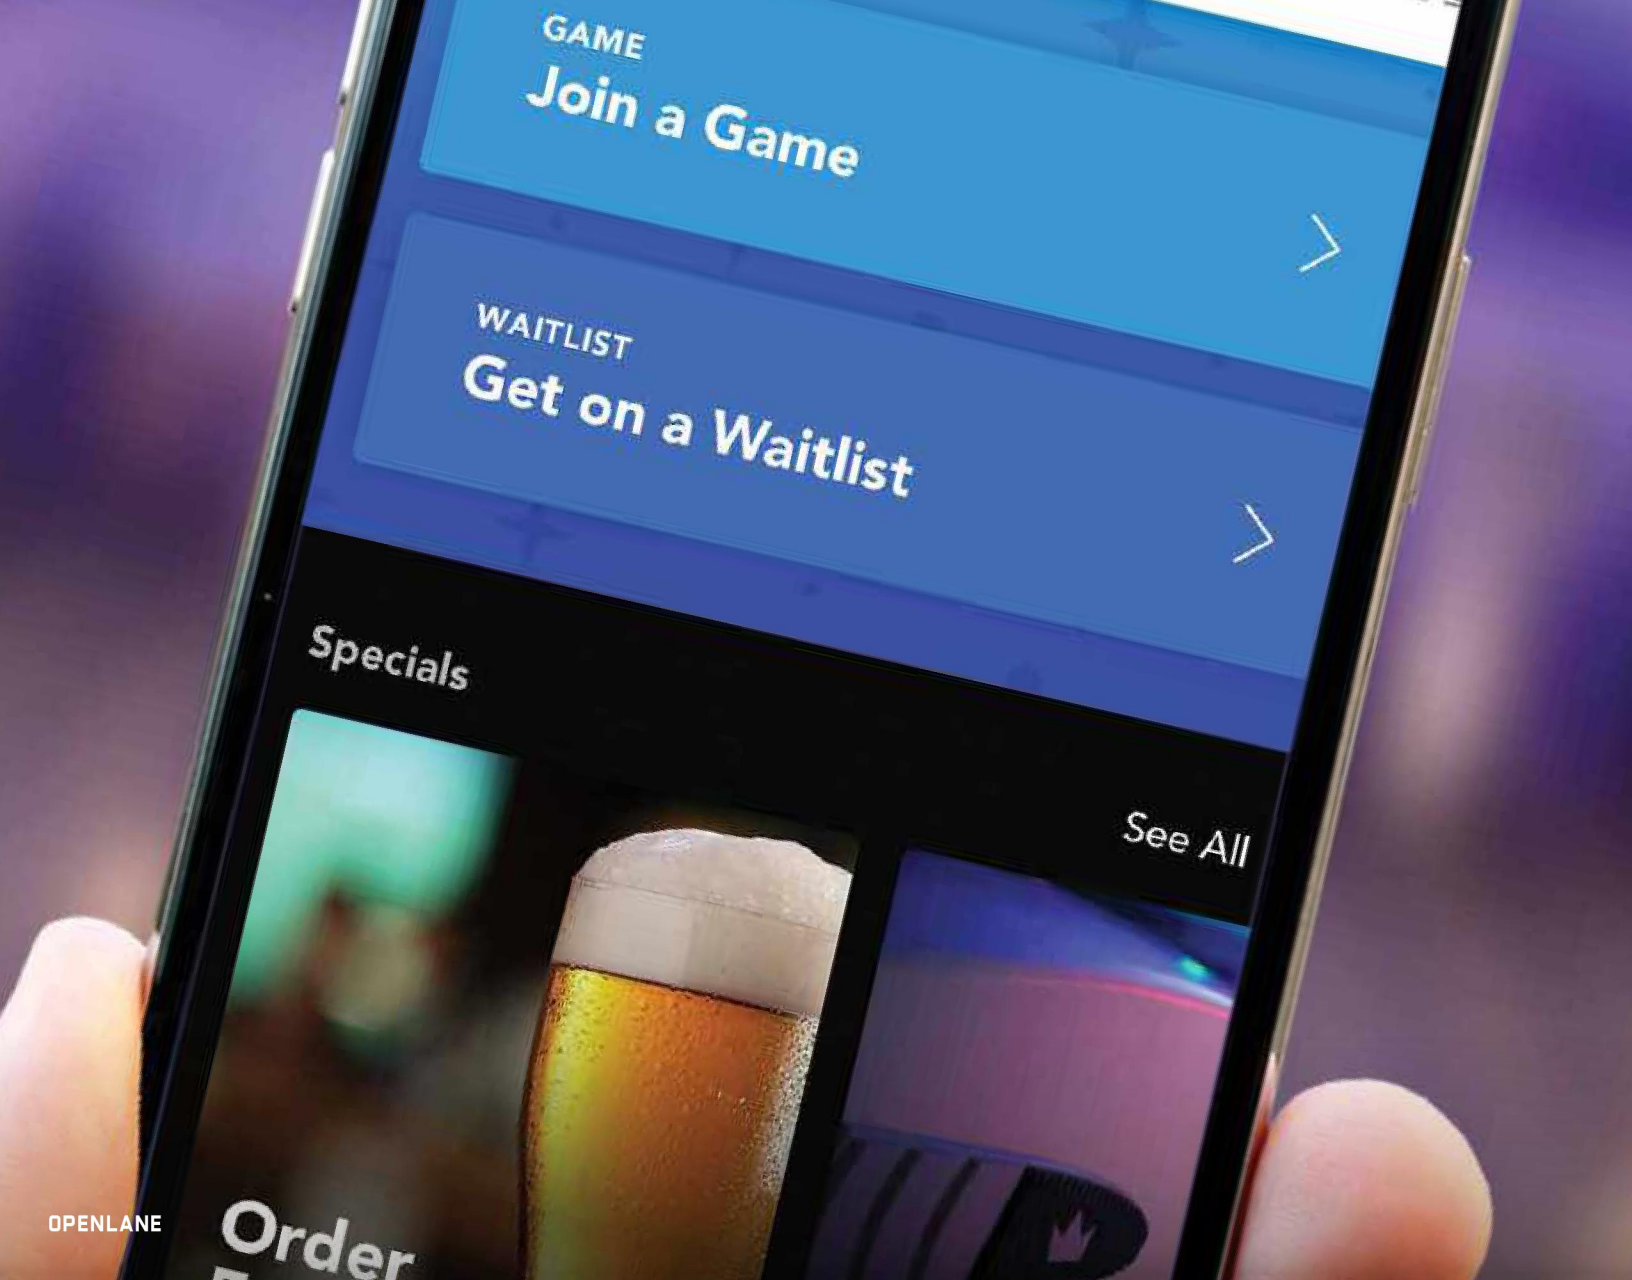 GAME
Join a Game
WAITLIST
Get on a Waitlist
Specials
See All
Order
OPENLANE